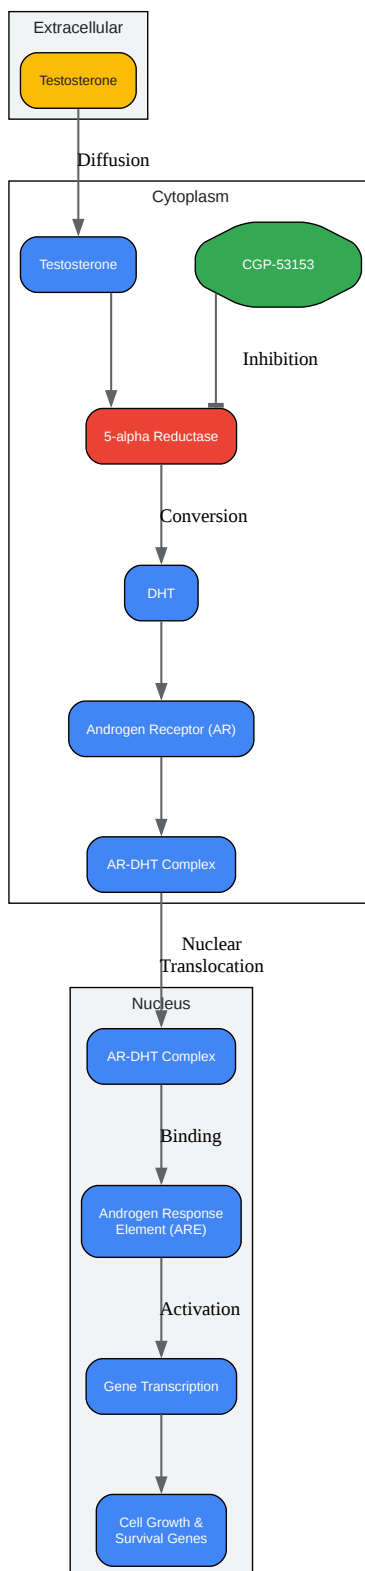 Extracellular
Testosterone
Diffusion
Cytoplasm
Testosterone
CGP-53153
Inhibition
5-alpha Reductase
Conversion
DHT
Androgen Receptor (AR)
AR-DHT Complex
Nuclear
Translocation
Nucleus
AR-DHT Complex
Binding
Androgen Response
Element (ARE)
Activation
Gene Transcription
Cell Growth &
Survival Genes